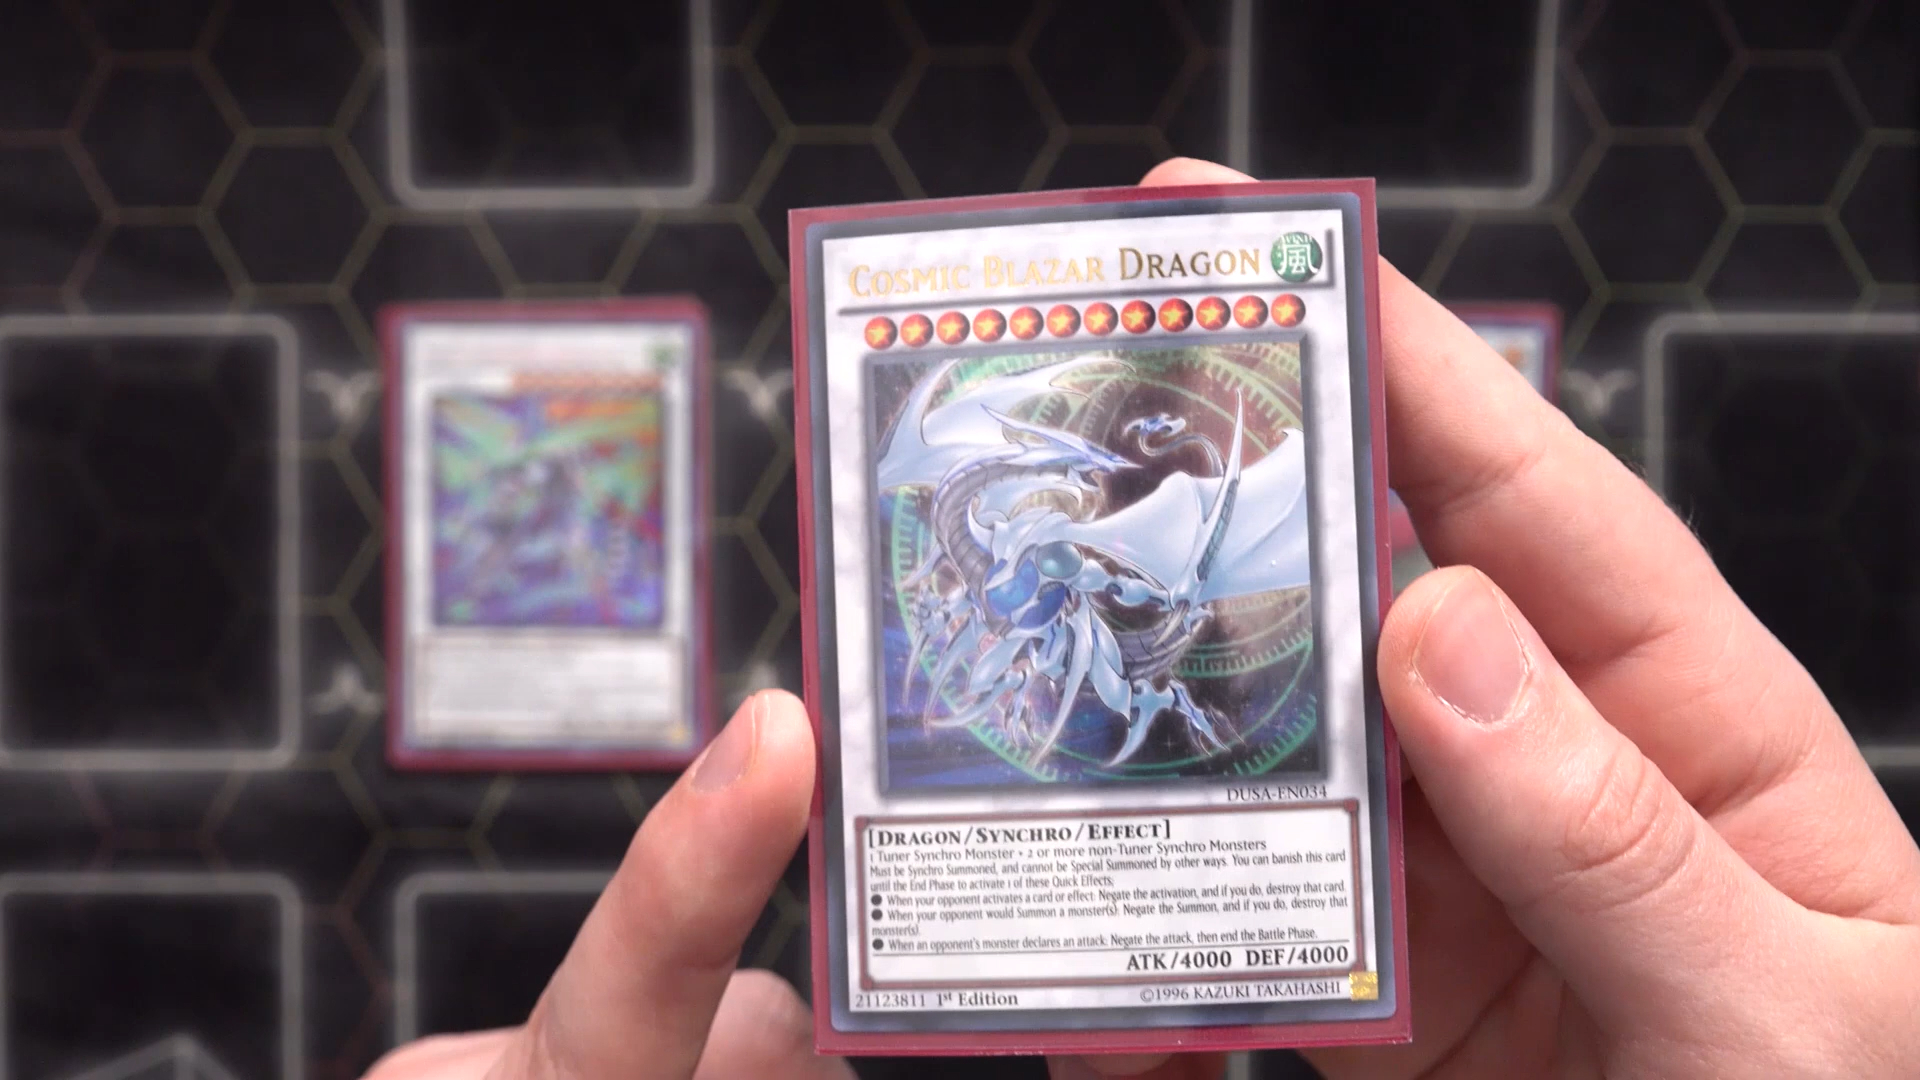 COSMIC BLAZAR DRAGON
WIND
風
DUSA-EN034
[DRAGON/SYNCHRO/EFFECT]
1 Tuner Synchro Monster + 2 or more non-Tuner Synchro Monsters
Must be Synchro Summoned, and cannot be Special Summoned by other ways. You can banish this card
until the End Phase to activate 1 of these Quick Effects;
● When your opponent activates a card or effect: Negate the activation, and if you do, destroy that card.
● When your opponent would Summon a monster(s): Negate the Summon, and if you do, destroy that
monster(s).
● When an opponent's monster declares an attack: Negate the attack, then end the Battle Phase.
ATK/4000 DEF/4000
21123811 1st Edition
©1996 KAZUKI TAKAHASHI